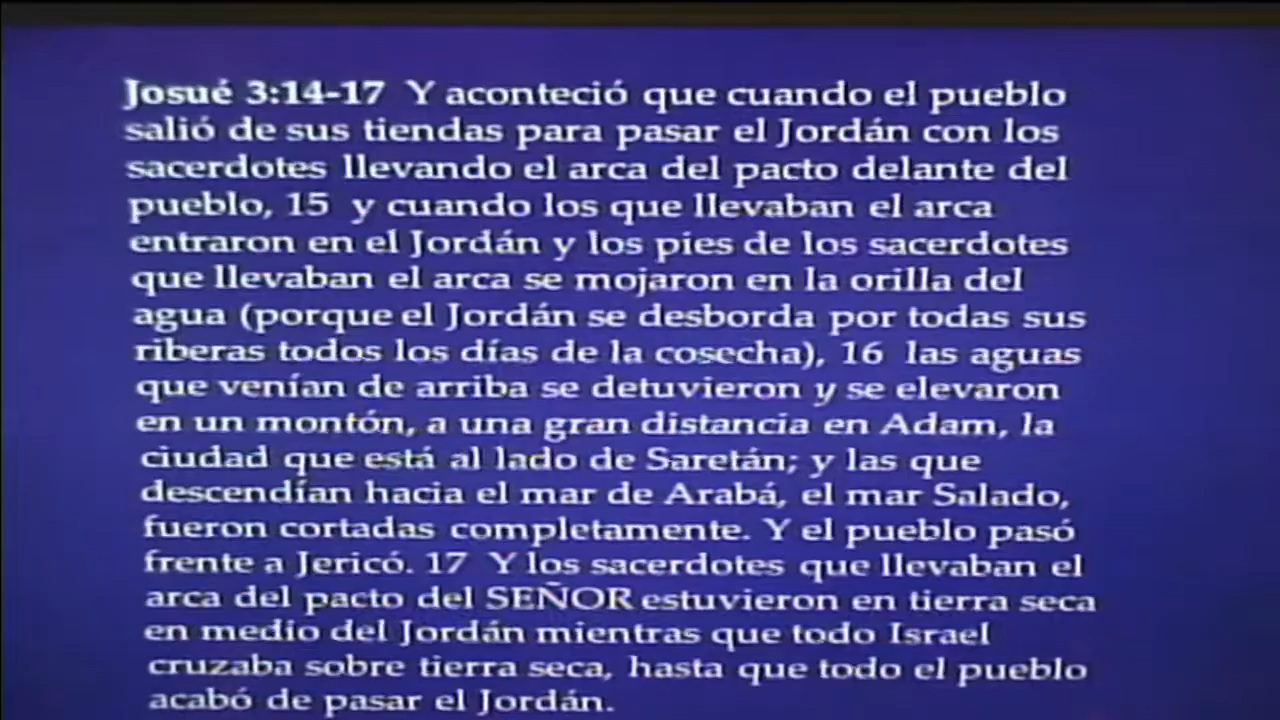 Josué 3:14-17 Y aconteció que cuando el pueblo
salió de sus tiendas para pasar el Jordán con los
sacerdotes llevando el arca del pacto delante del
pueblo, 15 y cuando los que llevaban el arca
entraron en el Jordán y los pies de los sacerdotes
que llevaban el arca se mojaron en la orilla del
agua (porque el Jordán se desborda por todas sus
riberas todos los días de la cosecha), 16 las aguas
que venían de arriba se detuvieron y se elevaron
en un montón, a una gran distancia en Adam, la
ciudad que está al lado de Saretán; y las que
descendían hacia el mar de Arabá, el mar Salado,
fueron cortadas completamente. Y el pueblo pasó
frente a Jericó. 17 Y los sacerdotes que llevaban el
arca del pacto del SEÑOR estuvieron en tierra seca
en medio del Jordán mientras que todo Israel
cruzaba sobre tierra seca, hasta que todo el pueblo
acabó de pasar el Jordán.